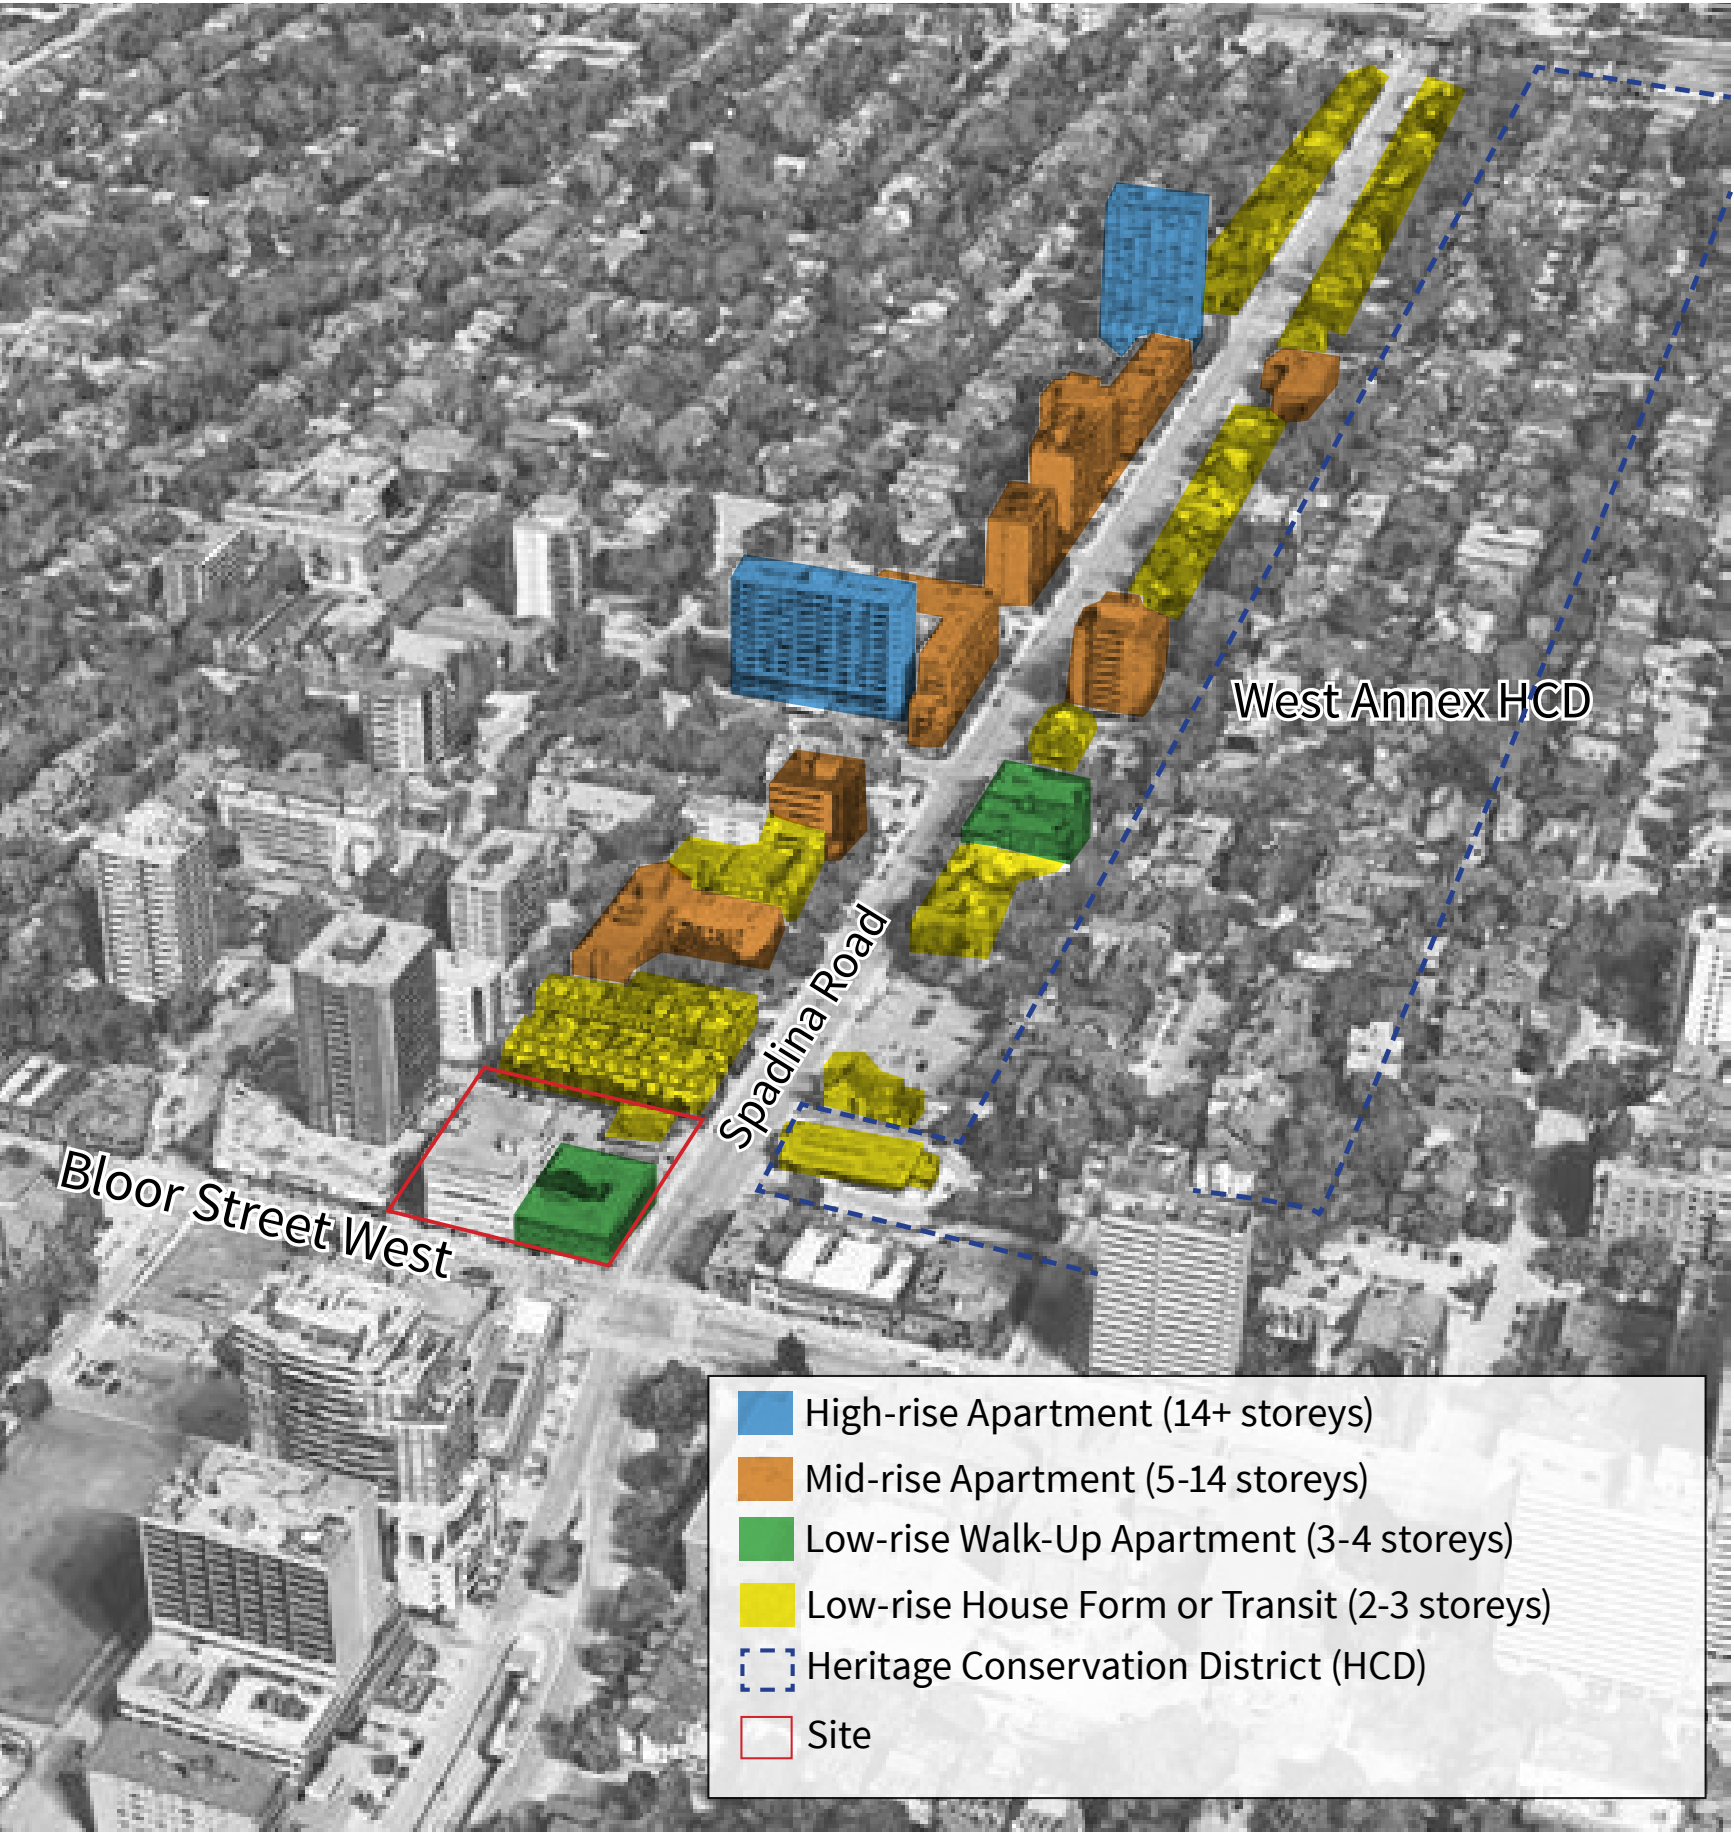 West Annex HCD
Spadina Road
Bloor Street West
High-rise Apartment (14+ storeys)
Mid-rise Apartment (5-14 storeys)
Low-rise Walk-Up Apartment (3-4 storeys)
Low-rise House Form or Transit (2-3 storeys)
Heritage Conservation District (HCD)
Site